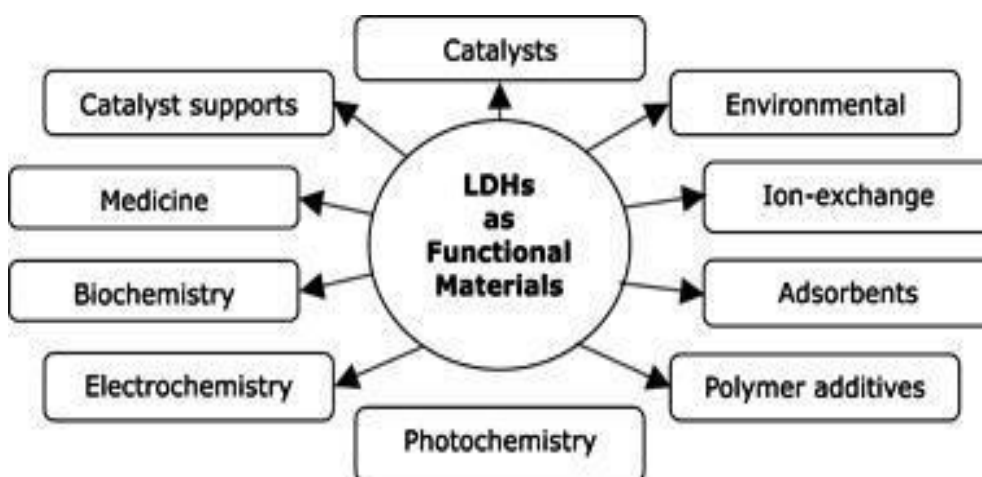 Catalysts
Catalyst supports
Environmental
LDHs
as
Functional
Materials
Medicine
Ion-exchange
Biochemistry
Adsorbents
Electrochemistry
Polymer additives
Photochemistry